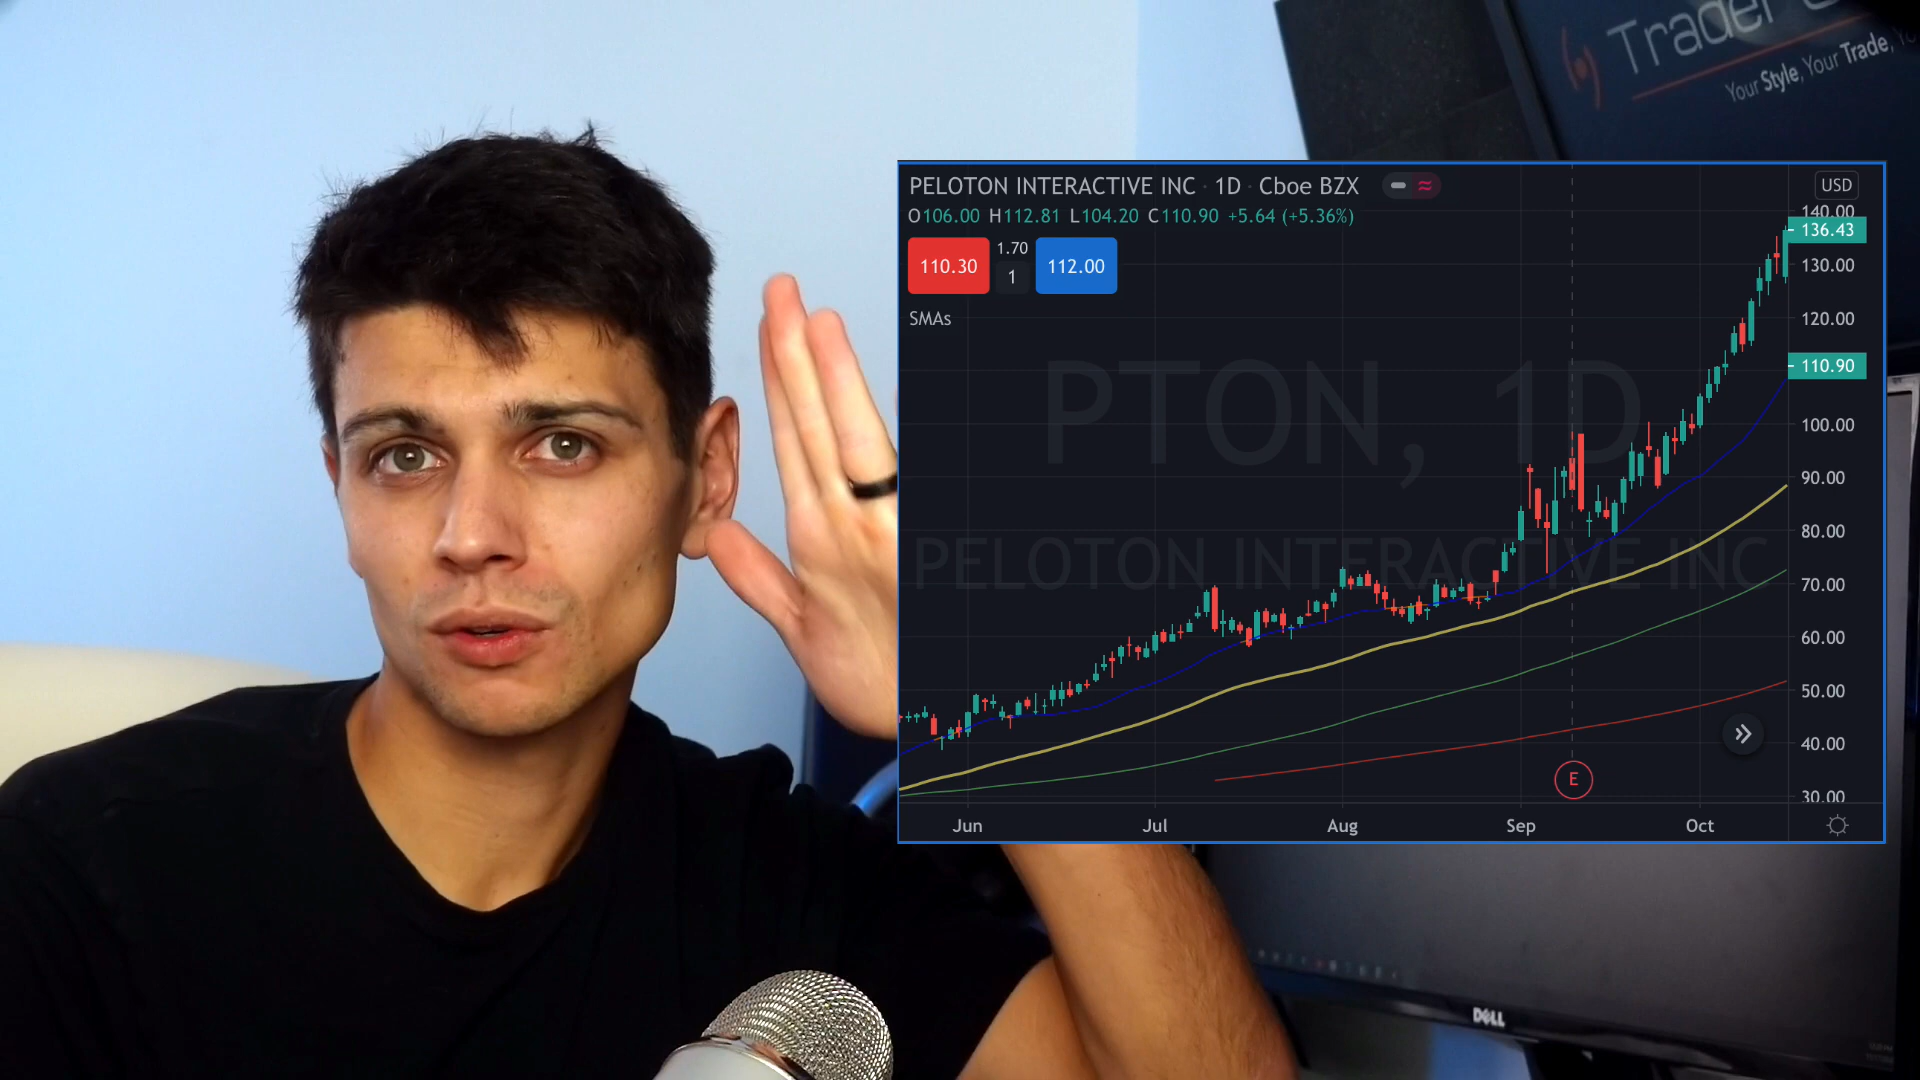 Trader
Your Style, Your Trade,
PELOTON INTERACTIVE INC · 1D · Cboe BZX
USD
O106.00 H112.81 L104.20 C110.90 +5.64 (+5.36%)
110.30
1.70
1
112.00
SMAs
PTON, 1D
PELOTON INTERACTIVE INC
140.00
136.43
130.00
120.00
110.90
100.00
90.00
80.00
70.00
60.00
50.00
40.00
30.00
E
Jun Jul Aug Sep Oct
DELL